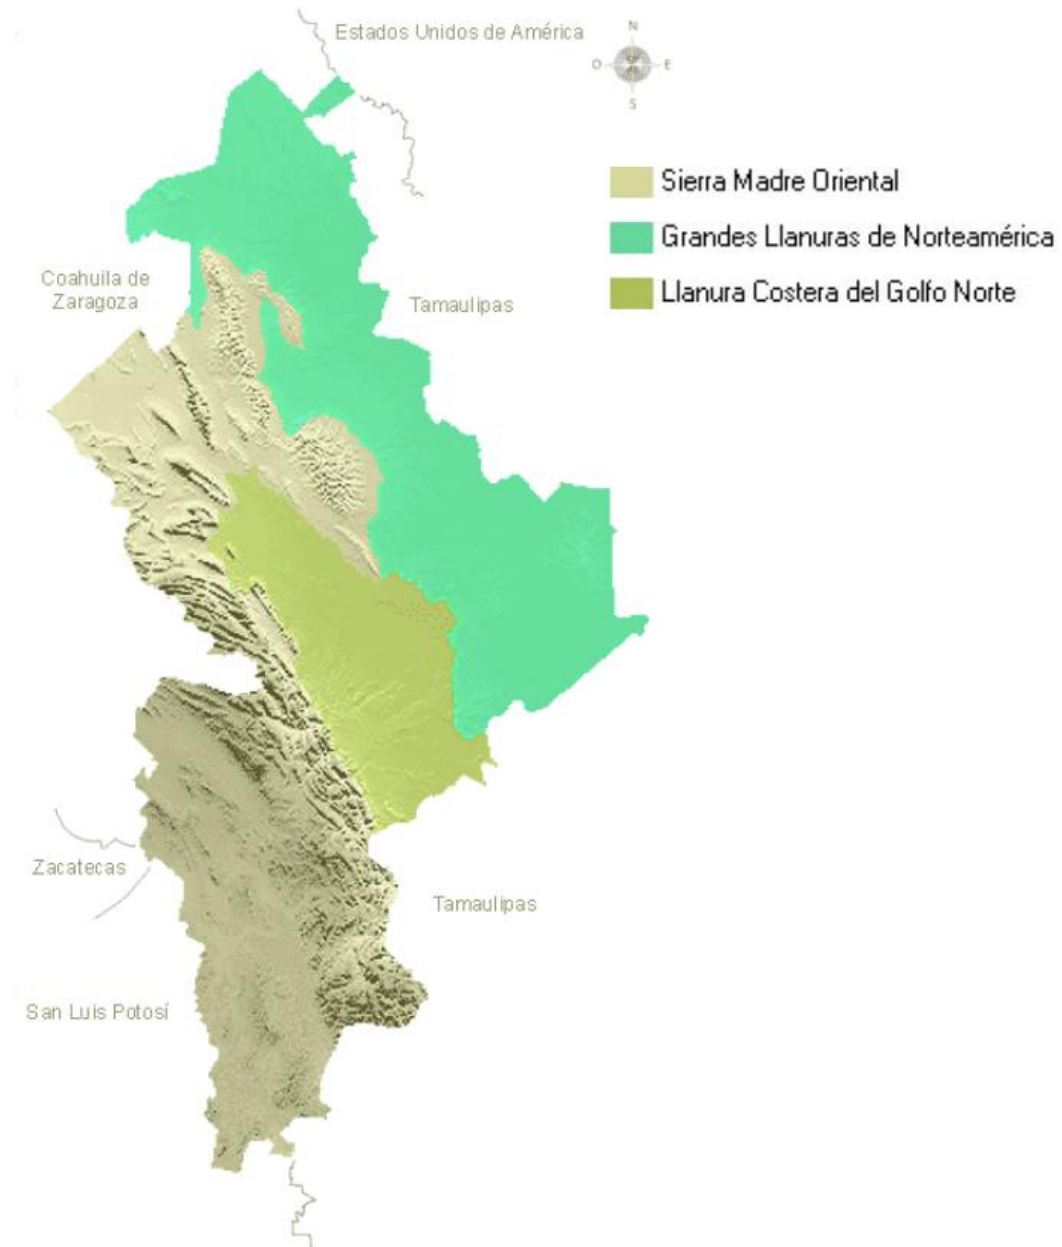 Estados Unidos de América
N
O
E
S
Sierra Madre Oriental
Grandes Llanuras de Norteamérica
Llanura Costera del Golfo Norte
Coahuila de
Zaragoza
Tamaulipas
Zacatecas
Tamaulipas
San Luis Potosí